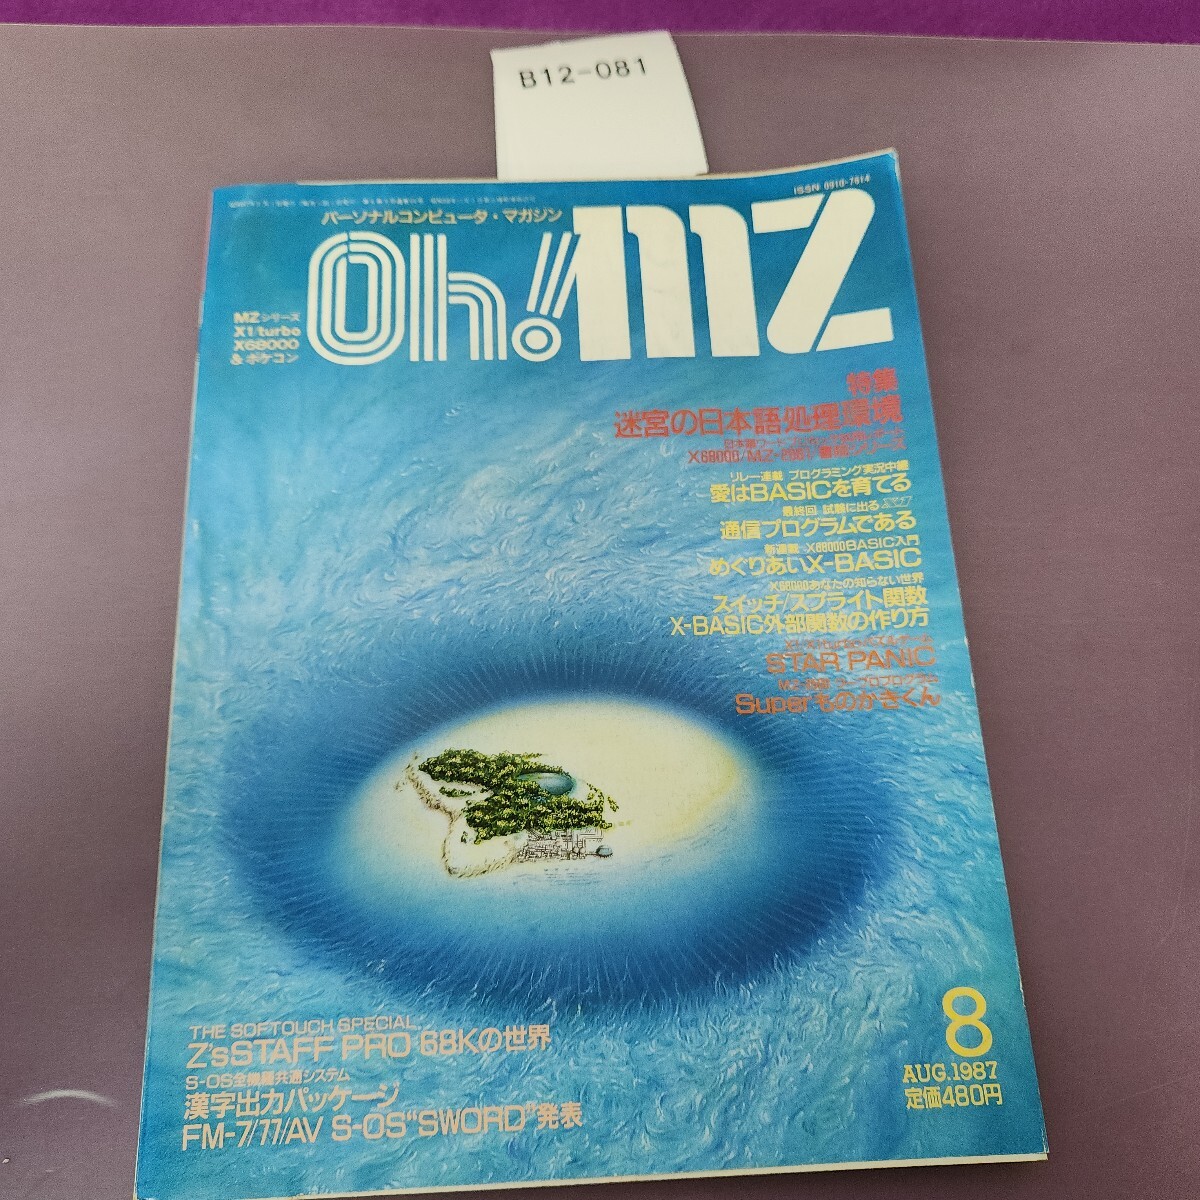 B12-081
ISSN 0910-7614
パーソナルコンピュータ・マガジン
Oh!MZ
MZシリーズ
X1/turbo
X68000
& ポケコン
特集
迷宮の日本語処理環境
リレー連載 プログラミング実況中継
愛はBASICを育てる
最終回 試験に出る
通信プログラムである
新連載 X68000BASIC入門
めぐりあいX-BASIC
X68000あなたの知らない世界
スイッチ/スプライト関数
X-BASIC外部関数の作り方
STAR PANIC
Superものかきくん
THE SOFTOUCH SPECIAL
Z'sSTAFF PRO 68Kの世界
S-OS全機種共通システム
漢字出力パッケージ
FM-7/77/AV S-OS“SWORD”発表
8
AUG.1987
定価480円